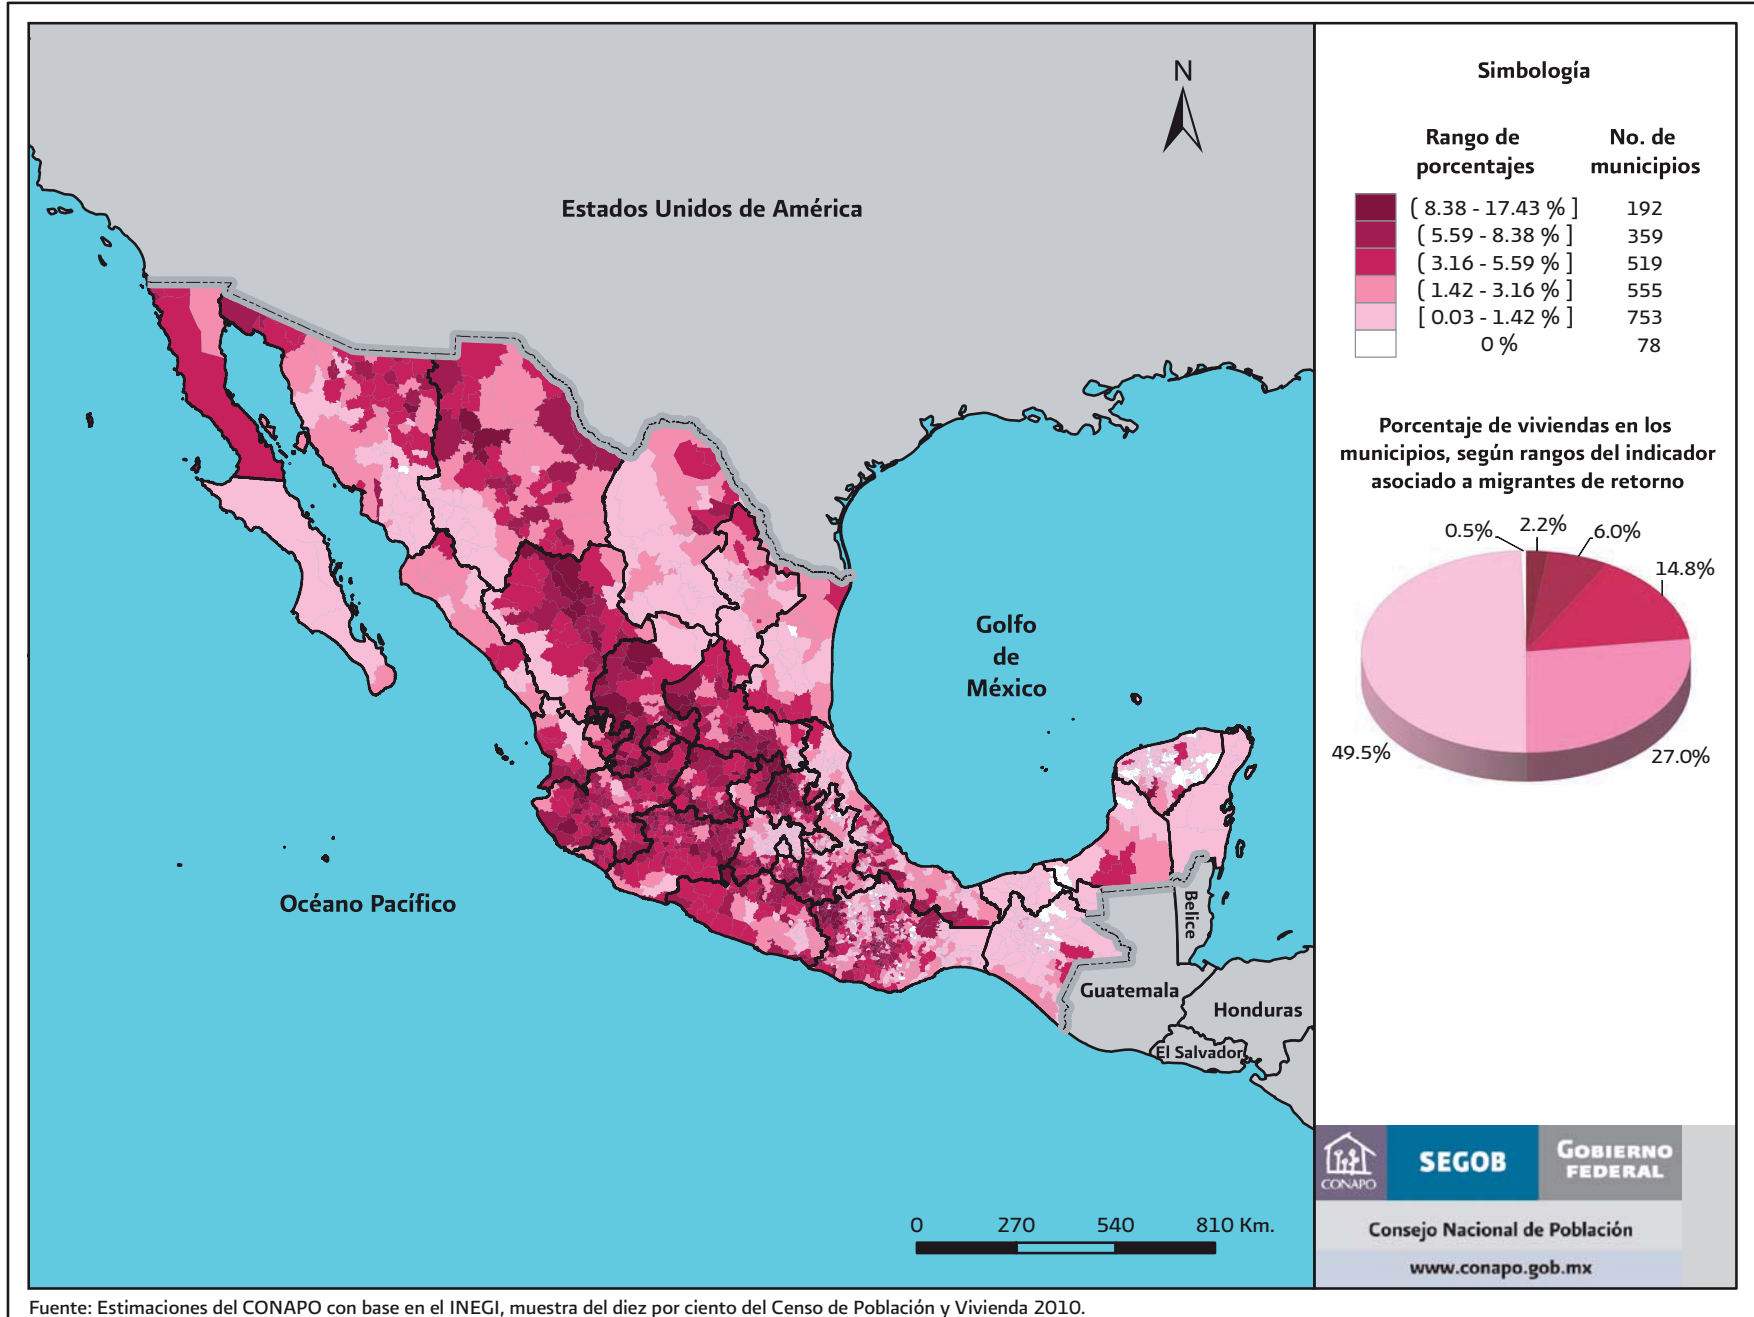 Simbología
Rango de
porcentajes
No. de
municipios
( 8.38 - 17.43 % ] 192
( 5.59 - 8.38 % ] 359
( 3.16 - 5.59 % ] 519
( 1.42 - 3.16 % ] 555
[ 0.03 - 1.42 % ] 753
0 % 78
Porcentaje de viviendas en los
municipios, según rangos del indicador
asociado a migrantes de retorno
0.5%
2.2%
6.0%
14.8%
49.5%
27.0%
N
Estados Unidos de América
Golfo
de
México
Océano Pacífico
Belice
Guatemala
Honduras
El Salvador
0 270 540 810 Km.
CONAPO
SEGOB
GOBIERNO
FEDERAL
Consejo Nacional de Población
www.conapo.gob.mx
Fuente: Estimaciones del CONAPO con base en el INEGI, muestra del diez por ciento del Censo de Población y Vivienda 2010.